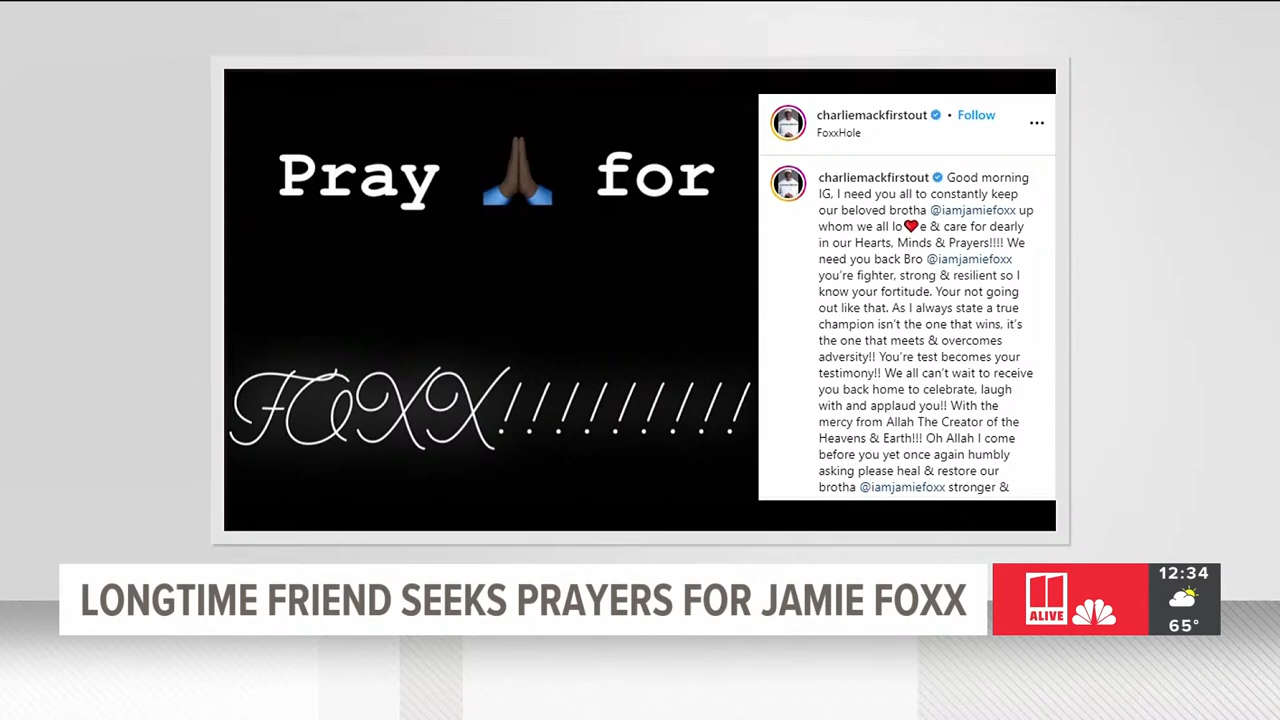 Pray 🙏🏿 for
FOXX!!!!!!!!!
charliemackfirstout • Follow
FoxxHole
charliemackfirstout Good morning
IG, I need you all to constantly keep
our beloved brotha @iamjamiefoxx up
whom we all lo❤️e & care for dearly
in our Hearts, Minds & Prayers!!!! We
need you back Bro @iamjamiefoxx
you’re fighter, strong & resilient so I
know your fortitude. Your not going
out like that. As I always state a true
champion isn’t the one that wins, it’s
the one that meets & overcomes
adversity!! You’re test becomes your
testimony!! We all can’t wait to receive
you back home to celebrate, laugh
with and applaud you!! With the
mercy from Allah The Creator of the
Heavens & Earth!!! Oh Allah I come
before you yet once again humbly
asking please heal & restore our
brotha @iamjamiefoxx stronger &
LONGTIME FRIEND SEEKS PRAYERS FOR JAMIE FOXX
11
ALIVE
12:34
65°